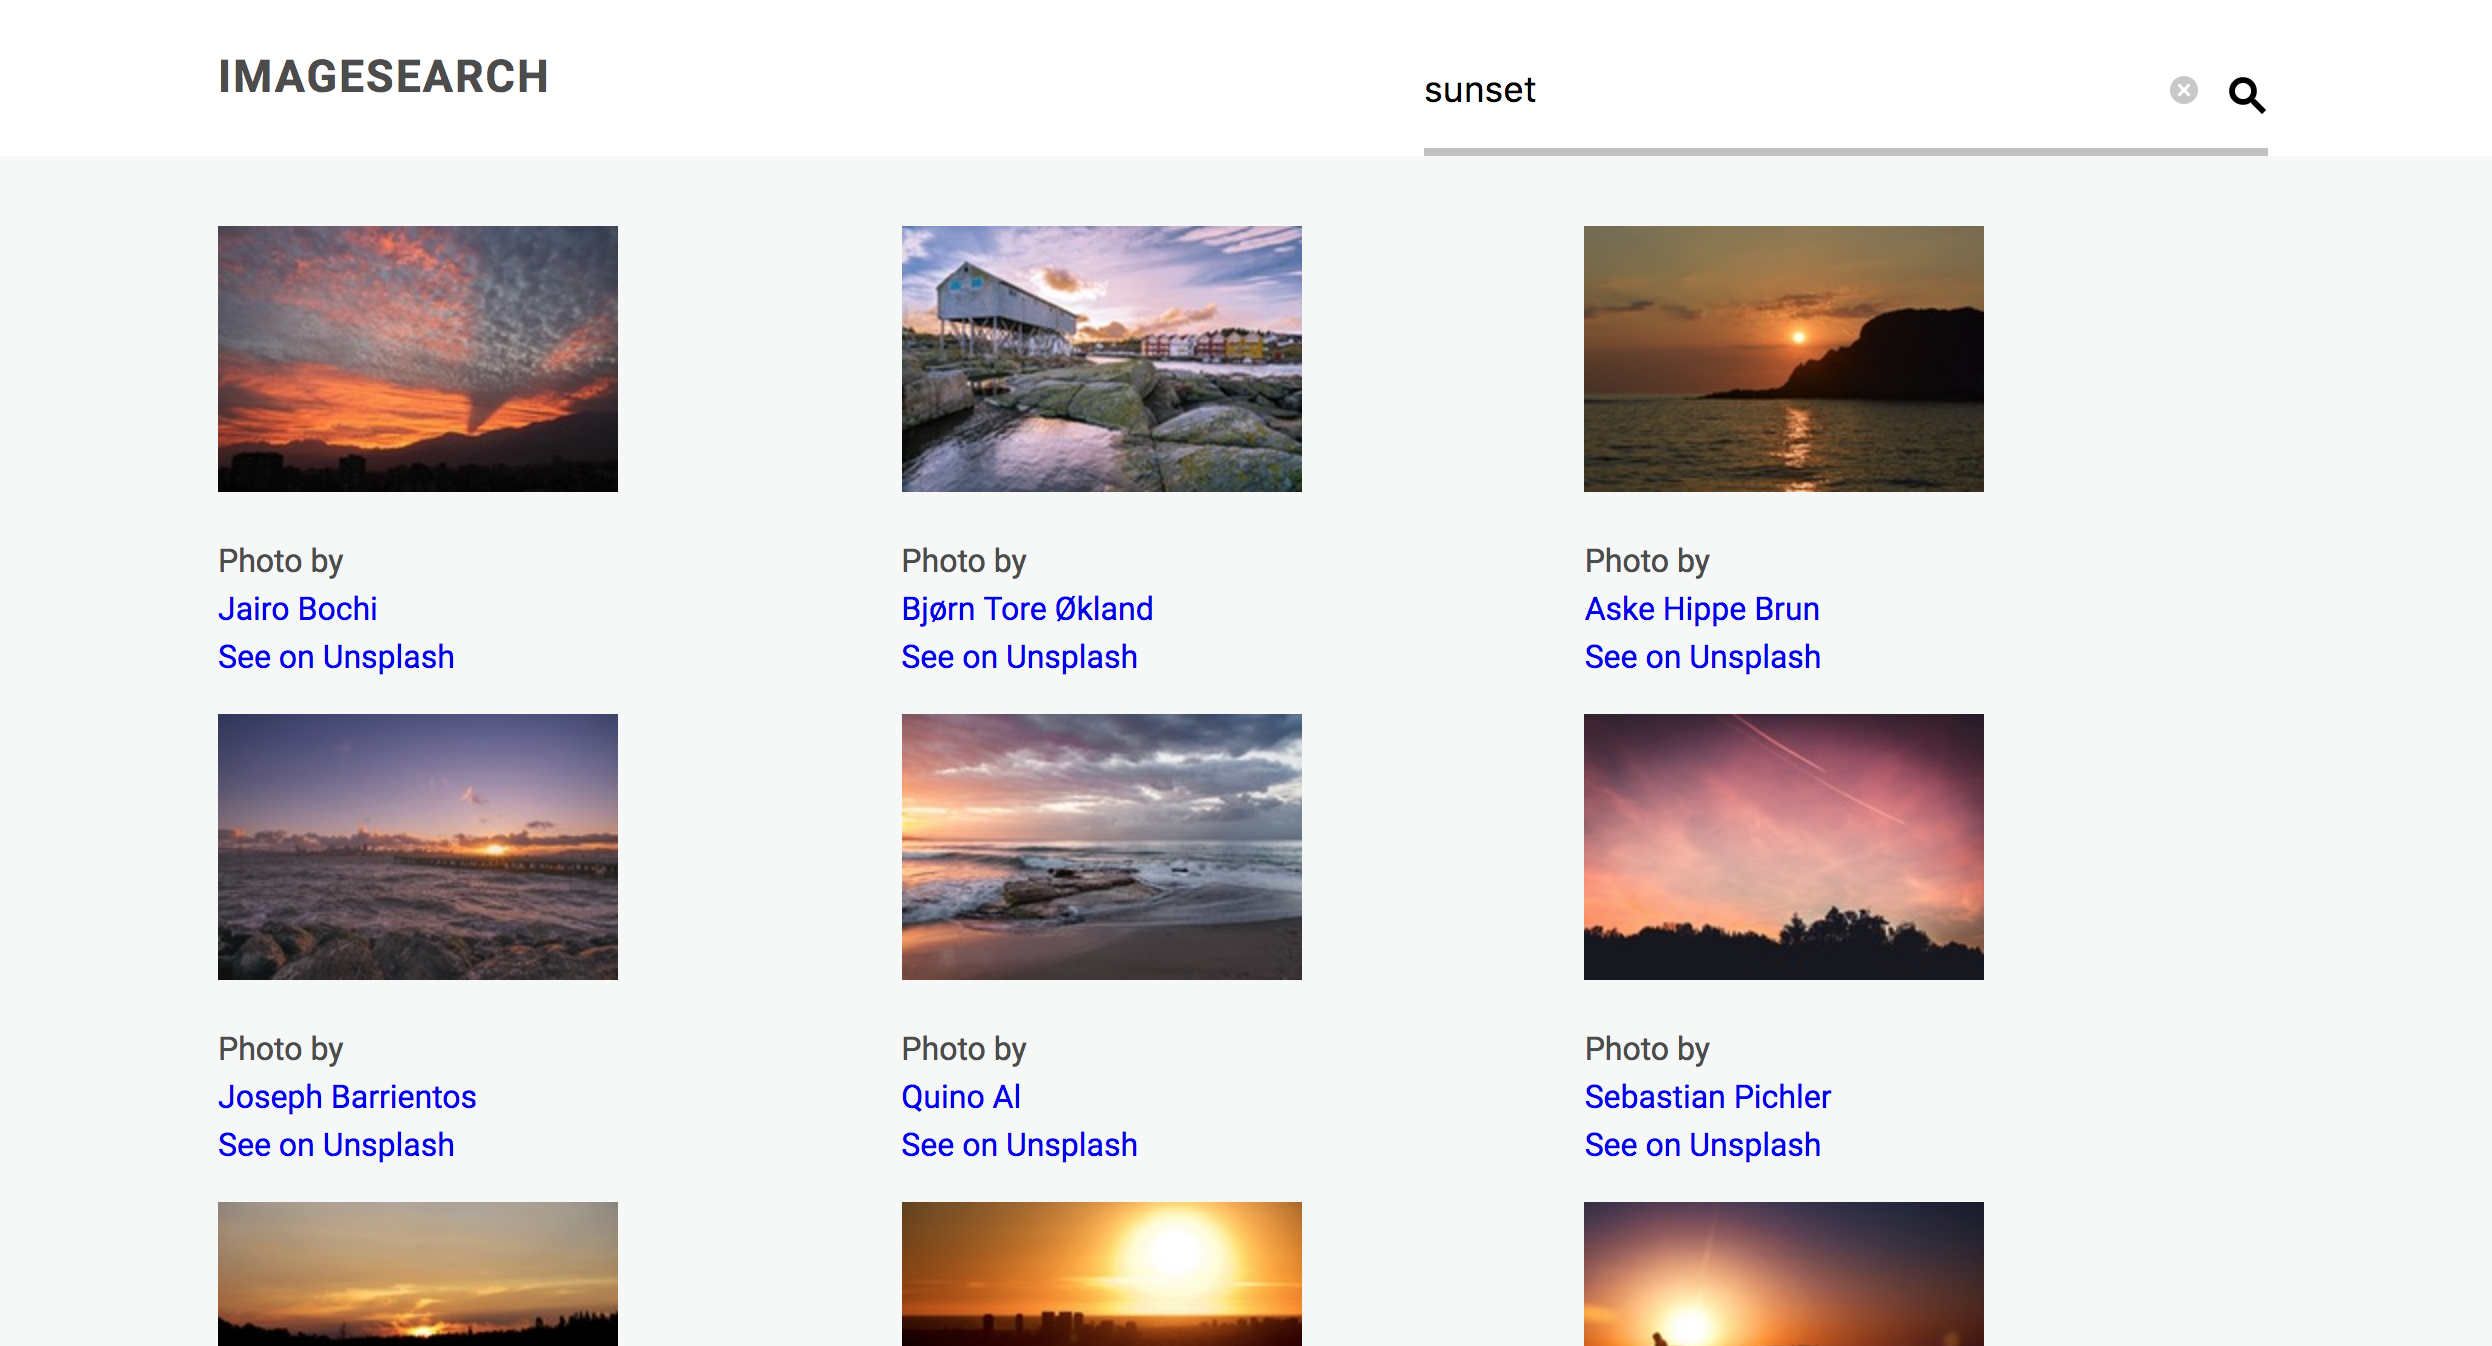 IMAGESEARCH
sunset
Photo by
Jairo Bochi
See on Unsplash
Photo by
Bjørn Tore Økland
See on Unsplash
Photo by
Aske Hippe Brun
See on Unsplash
Photo by
Joseph Barrientos
See on Unsplash
Photo by
Quino Al
See on Unsplash
Photo by
Sebastian Pichler
See on Unsplash